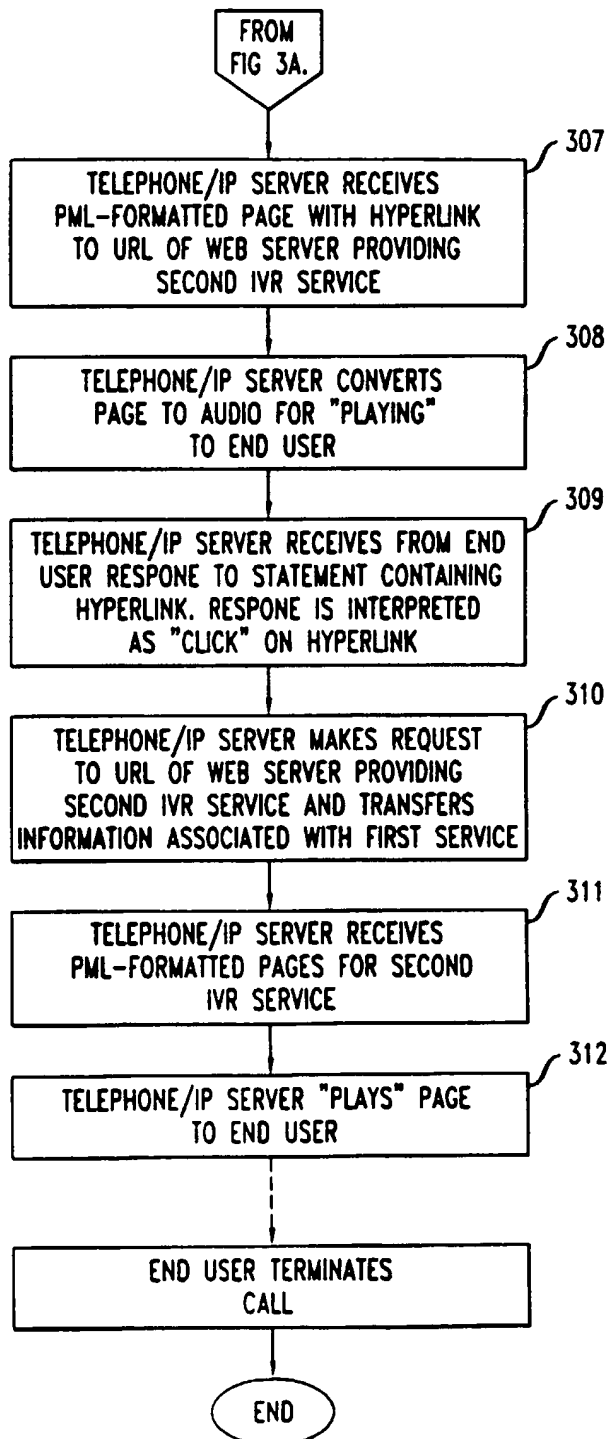 FROM
FIG 3A.
307
TELEPHONE/IP SERVER RECEIVES
PML-FORMATTED PAGE WITH HYPERLINK
TO URL OF WEB SERVER PROVIDING
SECOND IVR SERVICE
308
TELEPHONE/IP SERVER CONVERTS
PAGE TO AUDIO FOR "PLAYING"
TO END USER
309
TELEPHONE/IP SERVER RECEIVES FROM END
USER RESPONE TO STATEMENT CONTAINING
HYPERLINK. RESPONE IS INTERPRETED
AS "CLICK" ON HYPERLINK
310
TELEPHONE/IP SERVER MAKES REQUEST
TO URL OF WEB SERVER PROVIDING
SECOND IVR SERVICE AND TRANSFERS
INFORMATION ASSOCIATED WITH FIRST SERVICE
311
TELEPHONE/IP SERVER RECEIVES
PML-FORMATTED PAGES FOR SECOND
IVR SERVICE
312
TELEPHONE/IP SERVER "PLAYS" PAGE
TO END USER
END USER TERMINATES
CALL
END